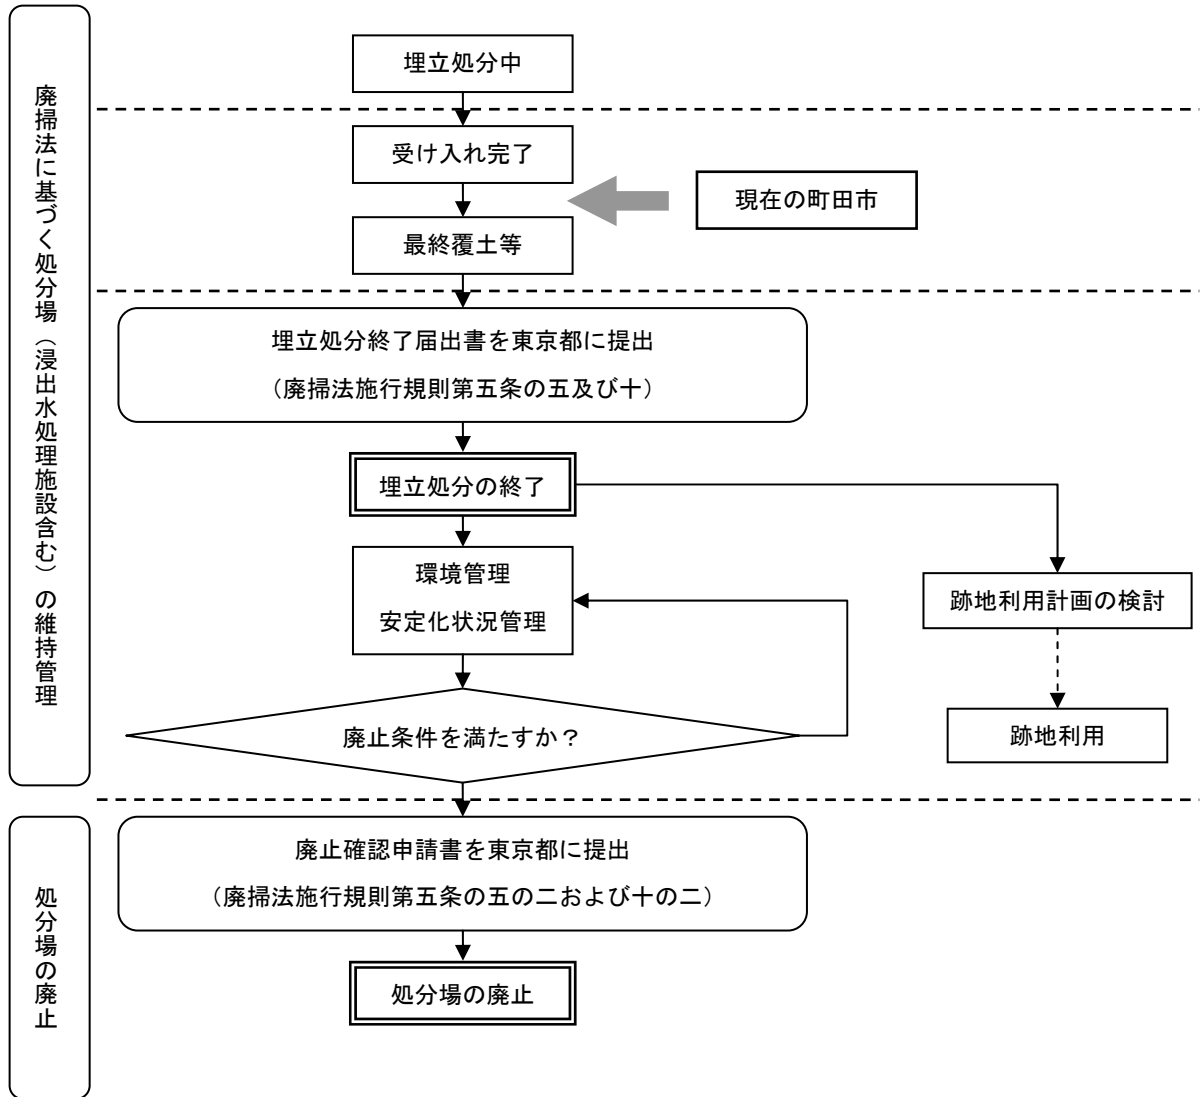 廃掃法に基づく処分場（浸出水処理施設含む）の維持管理
埋立処分中
受け入れ完了
現在の町田市
最終覆土等
埋立処分終了届出書を東京都に提出
（廃掃法施行規則第五条の五及び十）
埋立処分の終了
環境管理
安定化状況管理
跡地利用計画の検討
廃止条件を満たすか？
跡地利用
処分場の廃止
廃止確認申請書を東京都に提出
（廃掃法施行規則第五条の五の二および十の二）
処分場の廃止